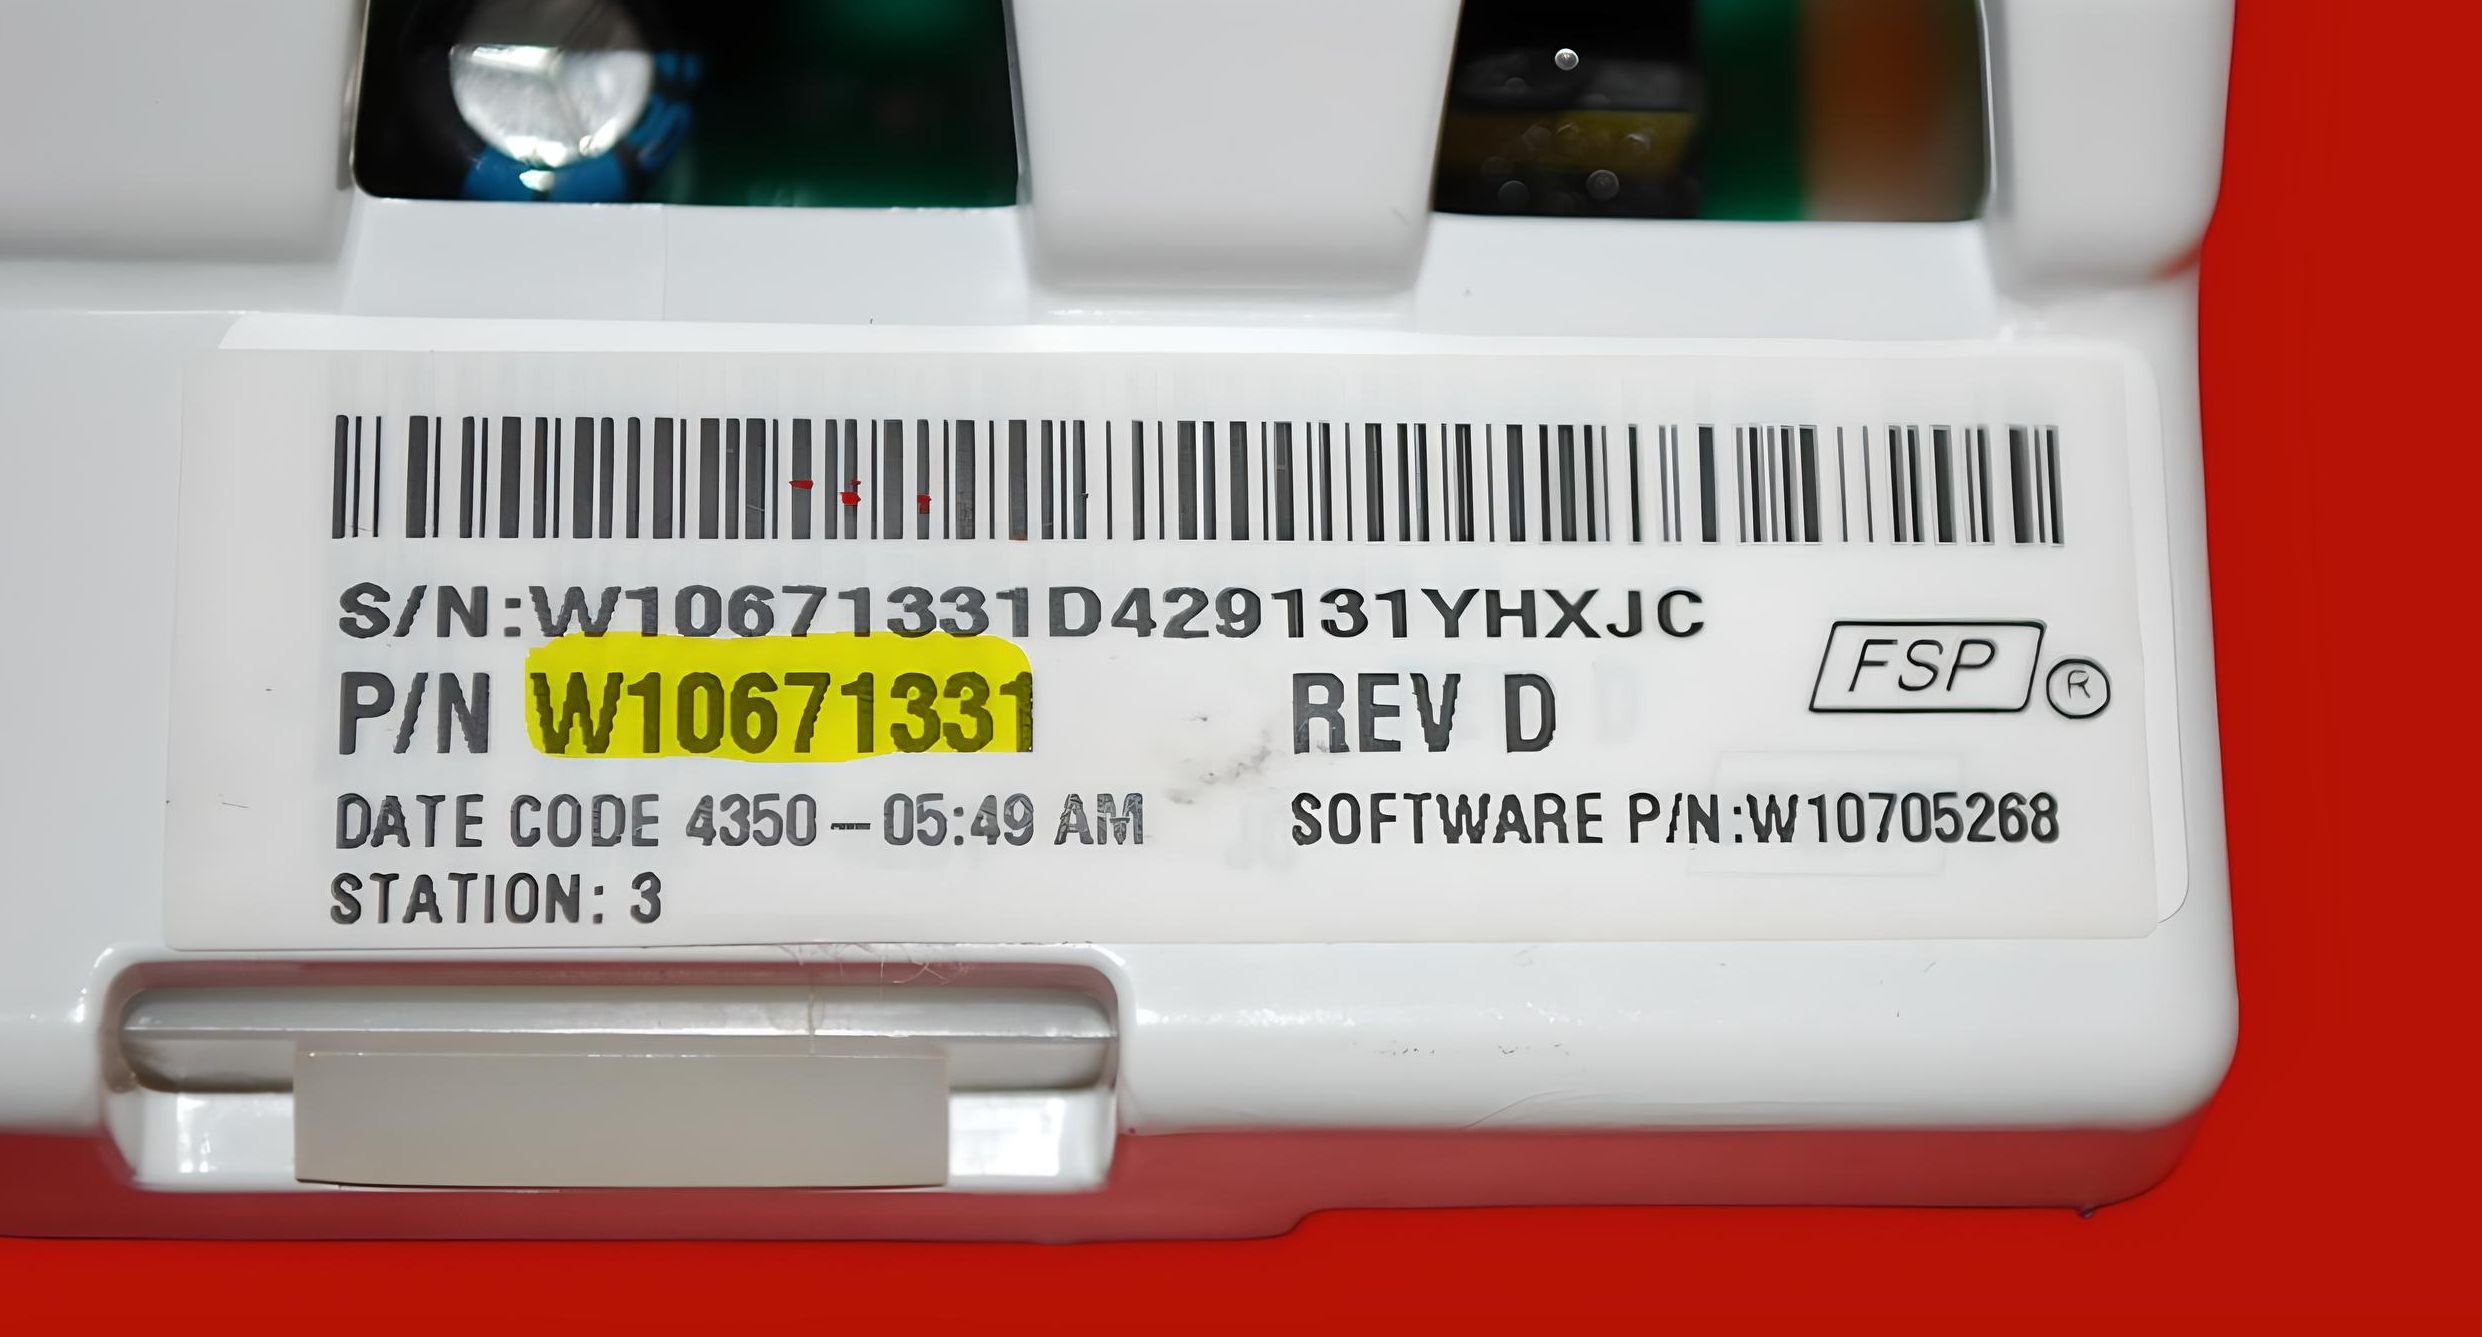 S/N:W10671331D429131YHXJC
P/N W10671331 REV D
FSP ®
DATE CODE 4350-05:49 AM SOFTWARE P/N:W10705268
STATION: 3